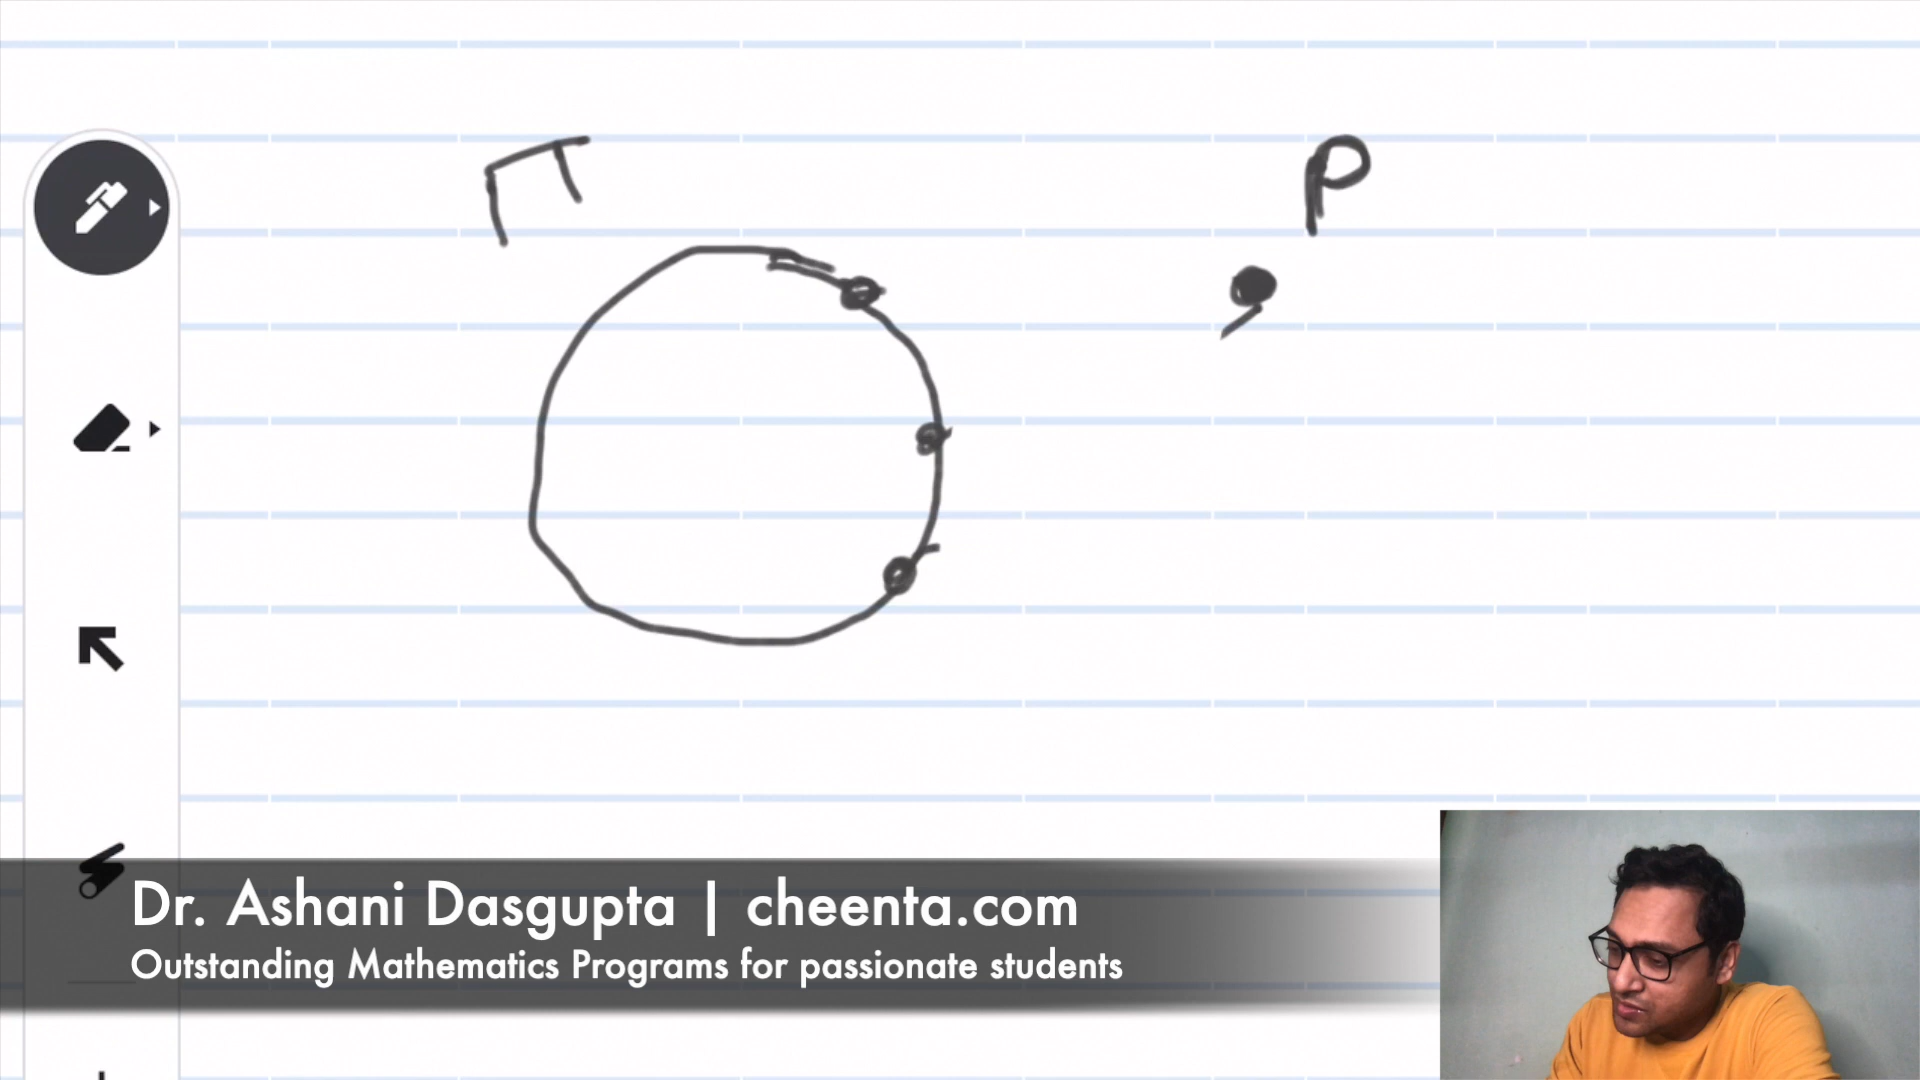 Π
P
Dr. Ashani Dasgupta | cheenta.com
Outstanding Mathematics Programs for passionate students